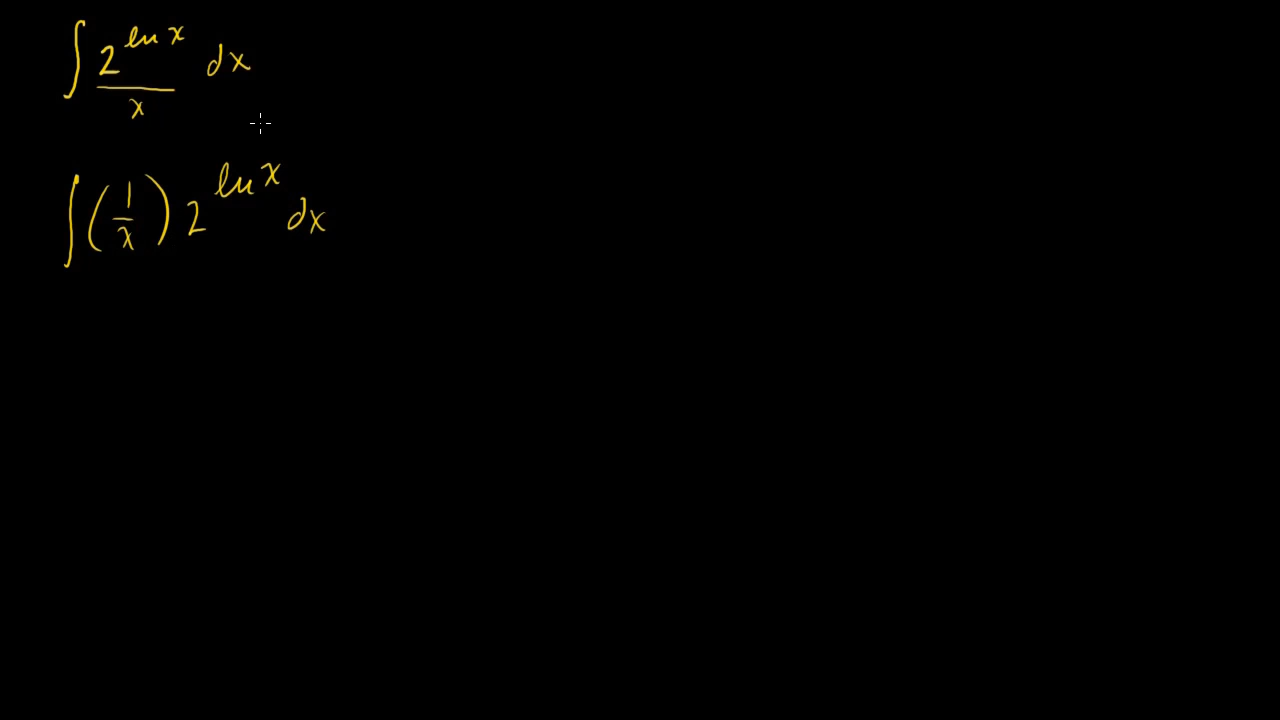 ∫ 2^{ln x} / x dx
∫ (1/x) 2^{ln x} dx